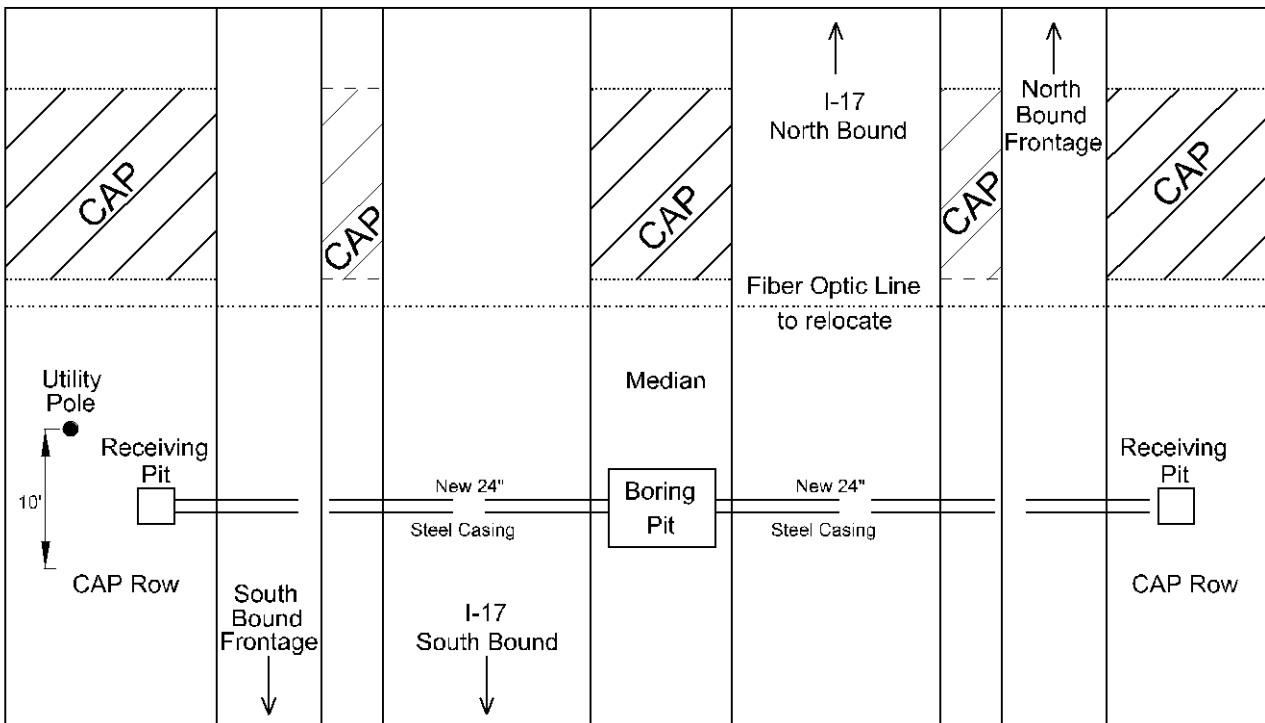 I-17
North Bound
North
Bound
Frontage
CAP
CAP
CAP
CAP
CAP
Fiber Optic Line
to relocate
Utility
Pole
Median
Receiving
Pit
10'
New 24"
Steel Casing
Boring
Pit
New 24"
Steel Casing
Receiving
Pit
CAP Row
South
Bound
Frontage
I-17
South Bound
CAP Row